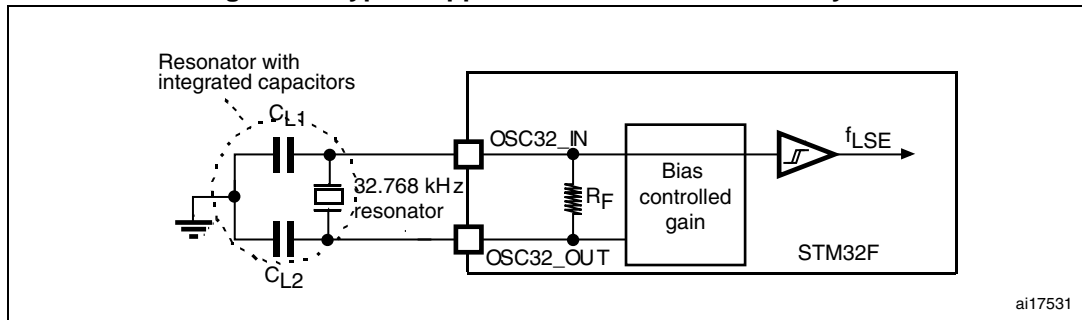 Resonator with
integrated capacitors
CL1
OSC32_IN
fLSE
32.768 kHz
resonator
RF
Bias
controlled
gain
OSC32_OUT
STM32F
CL2
ai17531